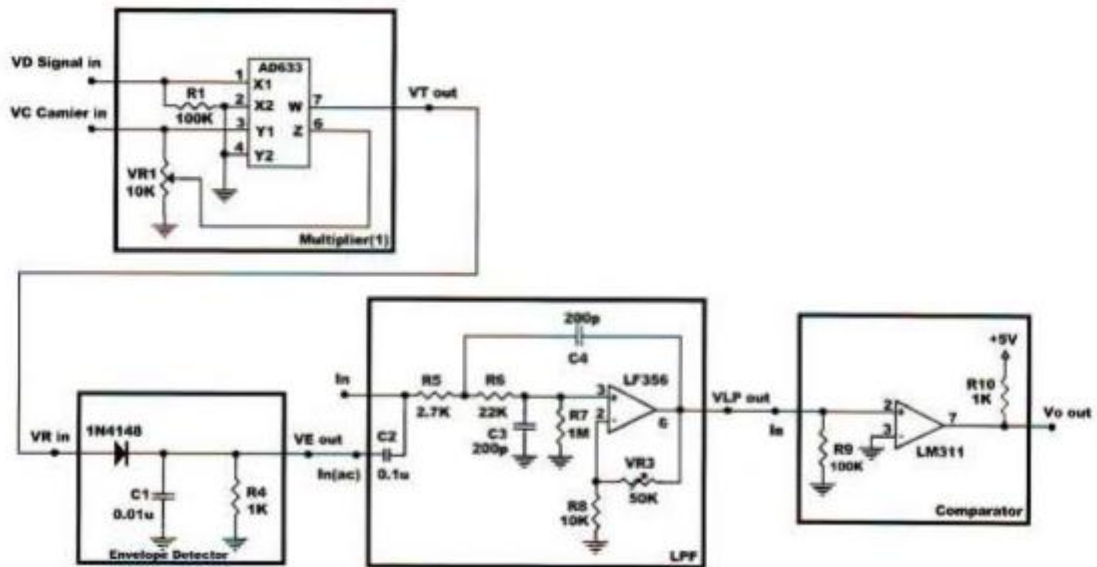 VD Signal in
VC Camier in
AD633
1 X1
2 X2
3 Y1
4 Y2
W 7
Z 6
R1
100K
VR1
10K
VT out
Multiplier(1)
VR in
1N4148
C1
0.01u
R4
1K
VE out
Envelope Detector
In
In(ac)
C2
0.1u
R5
2.7K
R6
22K
200p
C4
C3
200p
R7
1M
3 +
2 -
LF356
6
R8
10K
VR3
50K
LPF
VLP out
In
R9
100K
2 +
3 -
LM311
7
+5V
R10
1K
Vo out
Comparator